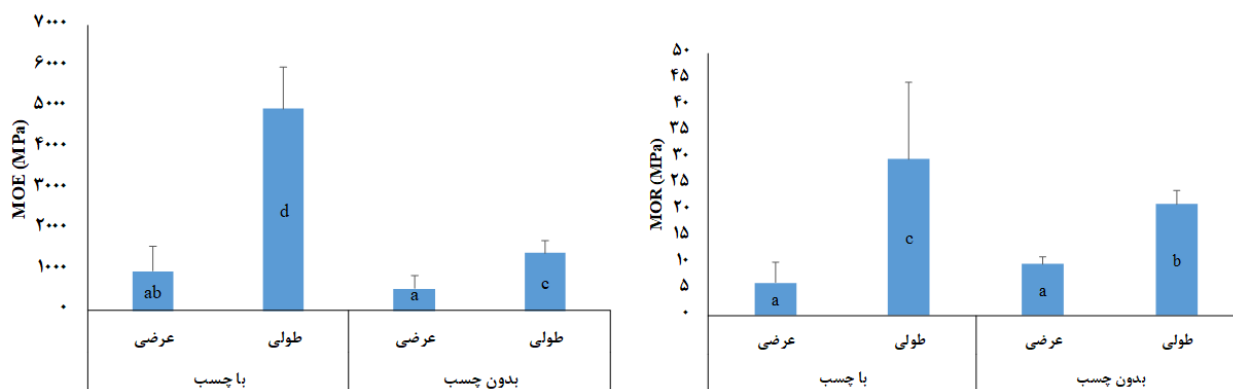 MOE (MPa)
۷۰۰۰
۶۰۰۰
۵۰۰۰
۴۰۰۰
۳۰۰۰
۲۰۰۰
۱۰۰۰
۰
ab
d
a
c
عرضی
طولی
عرضی
طولی
با چسب
بدون چسب
MOR (MPa)
۵۰
۴۵
۴۰
۳۵
۳۰
۲۵
۲۰
۱۵
۱۰
۵
۰
a
c
a
b
عرضی
طولی
عرضی
طولی
با چسب
بدون چسب